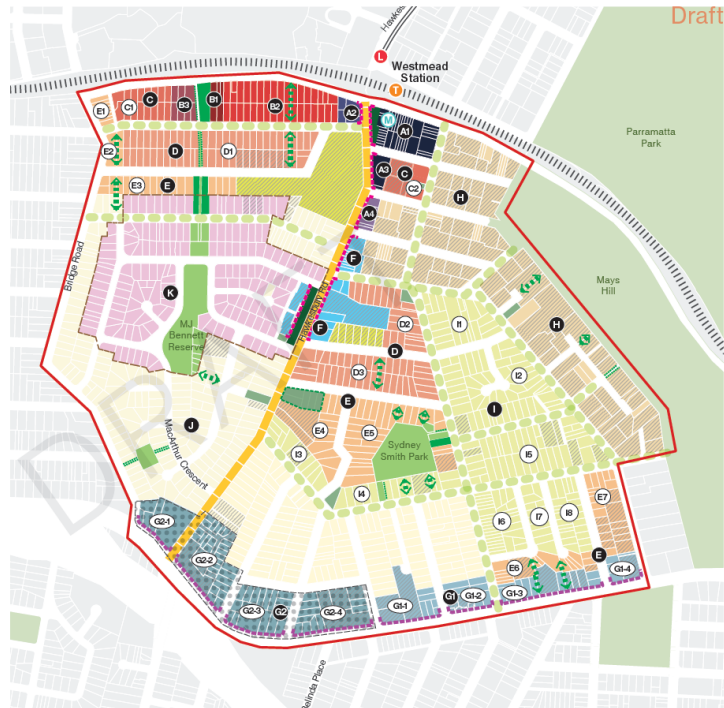 Draft
Hawkes
L
Westmead
Station
T
E1
C1
C
B3
B1
B2
A2
M
A1
Parramatta
Park
E2
D
D1
A3
C
C2
E3
E
H
A4
Bridge Road
F
Mays
Hill
K
Hawkesbury Rd
MJ
Bennett
Reserve
F
D2
I1
H
D
D3
I2
E
I
J
E4
E5
MacArthur Crescent
I3
Sydney
Smith Park
I5
I4
DRAFT
G2-1
I6
I7
I8
E7
G2-2
E6
E
G1-4
G2-3
G2
G2-4
G1-1
G1
G1-2
G1-3
Belinda Place